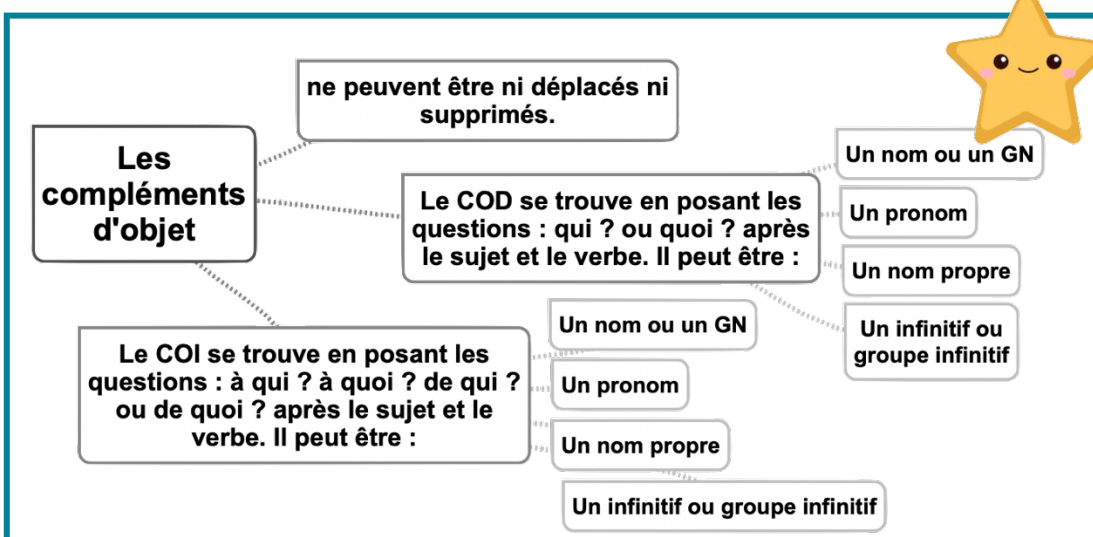 ne peuvent être ni déplacés ni
supprimés.
Les
compléments
d'objet
Le COD se trouve en posant les
questions : qui ? ou quoi ? après
le sujet et le verbe. Il peut être :
Un nom ou un GN
Un pronom
Un nom propre
Un infinitif ou
groupe infinitif
Le COI se trouve en posant les
questions : à qui ? à quoi ? de qui ?
ou de quoi ? après le sujet et le
verbe. Il peut être :
Un nom ou un GN
Un pronom
Un nom propre
Un infinitif ou groupe infinitif